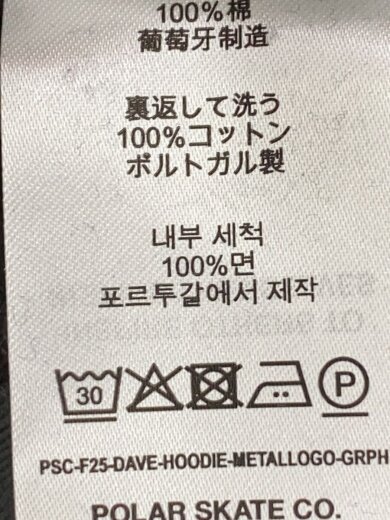 100%棉
葡萄牙制造
裏返して洗う
100%コットン
ポルトガル製
내부 세척
100%면
포르투갈에서 제작
30
P
PSC-F25-DAVE-HOODIE-METALLOGO-GRPH
POLAR SKATE CO.